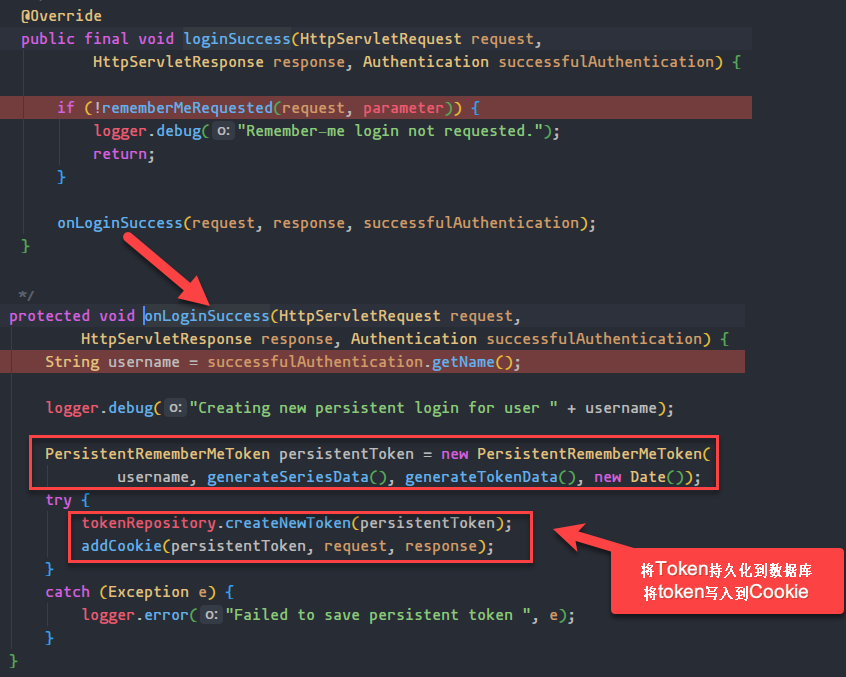 @Override
public final void loginSuccess(HttpServletRequest request,
HttpServletResponse response, Authentication successfulAuthentication) {
if (!rememberMeRequested(request, parameter)) {
logger.debug( o: "Remember-me login not requested.");
return;
}
onLoginSuccess(request, response, successfulAuthentication);
}
*/
protected void onLoginSuccess(HttpServletRequest request,
HttpServletResponse response, Authentication successfulAuthentication) {
String username = successfulAuthentication.getName();
logger.debug( o: "Creating new persistent login for user " + username);
PersistentRememberMeToken persistentToken = new PersistentRememberMeToken(
username, generateSeriesData(), generateTokenData(), new Date());
try {
tokenRepository.createNewToken(persistentToken);
addCookie(persistentToken, request, response);
}
catch (Exception e) {
logger.error( o: "Failed to save persistent token ", e);
}
}
将Token持久化到数据库
将token写入到Cookie